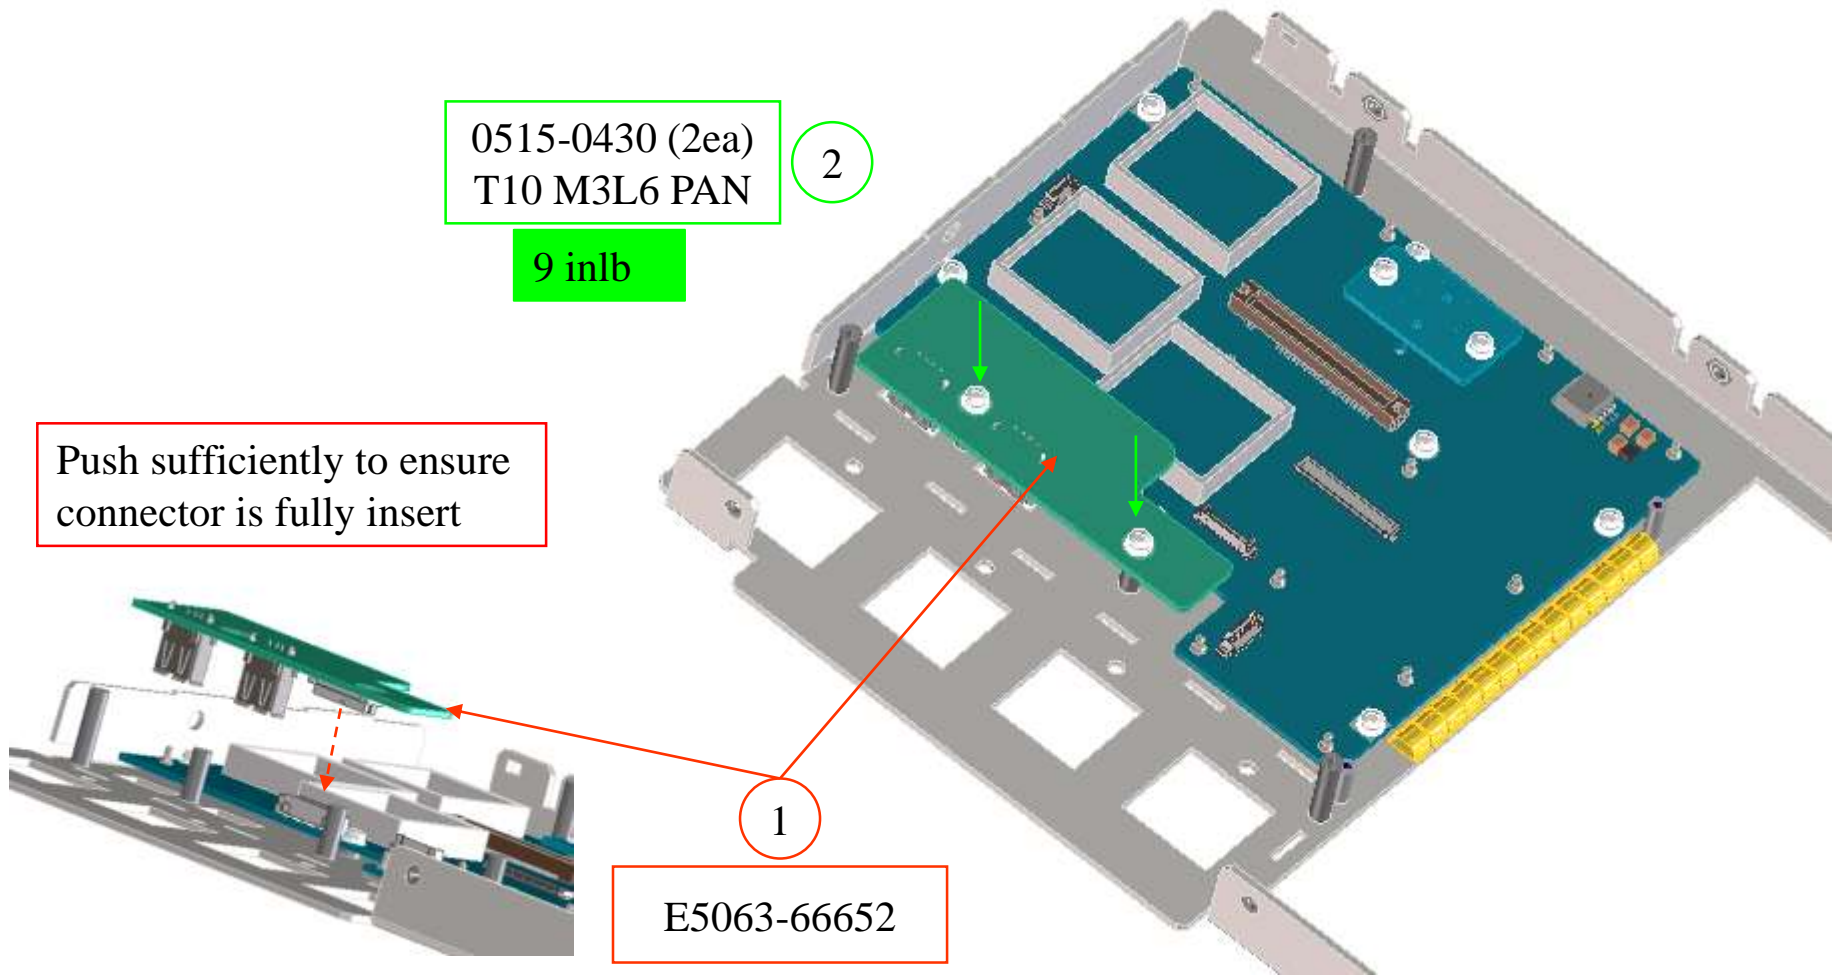 0515-0430 (2ea)
T10 M3L6 PAN
2
9 inlb
Push sufficiently to ensure
connector is fully insert
1
E5063-66652